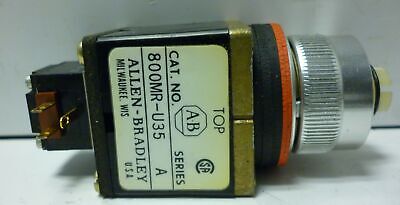 TOP
CAT. NO. AB SERIES
800MR-U35 A
ALLEN-BRADLEY
MILWAUKEE, WIS U.S.A